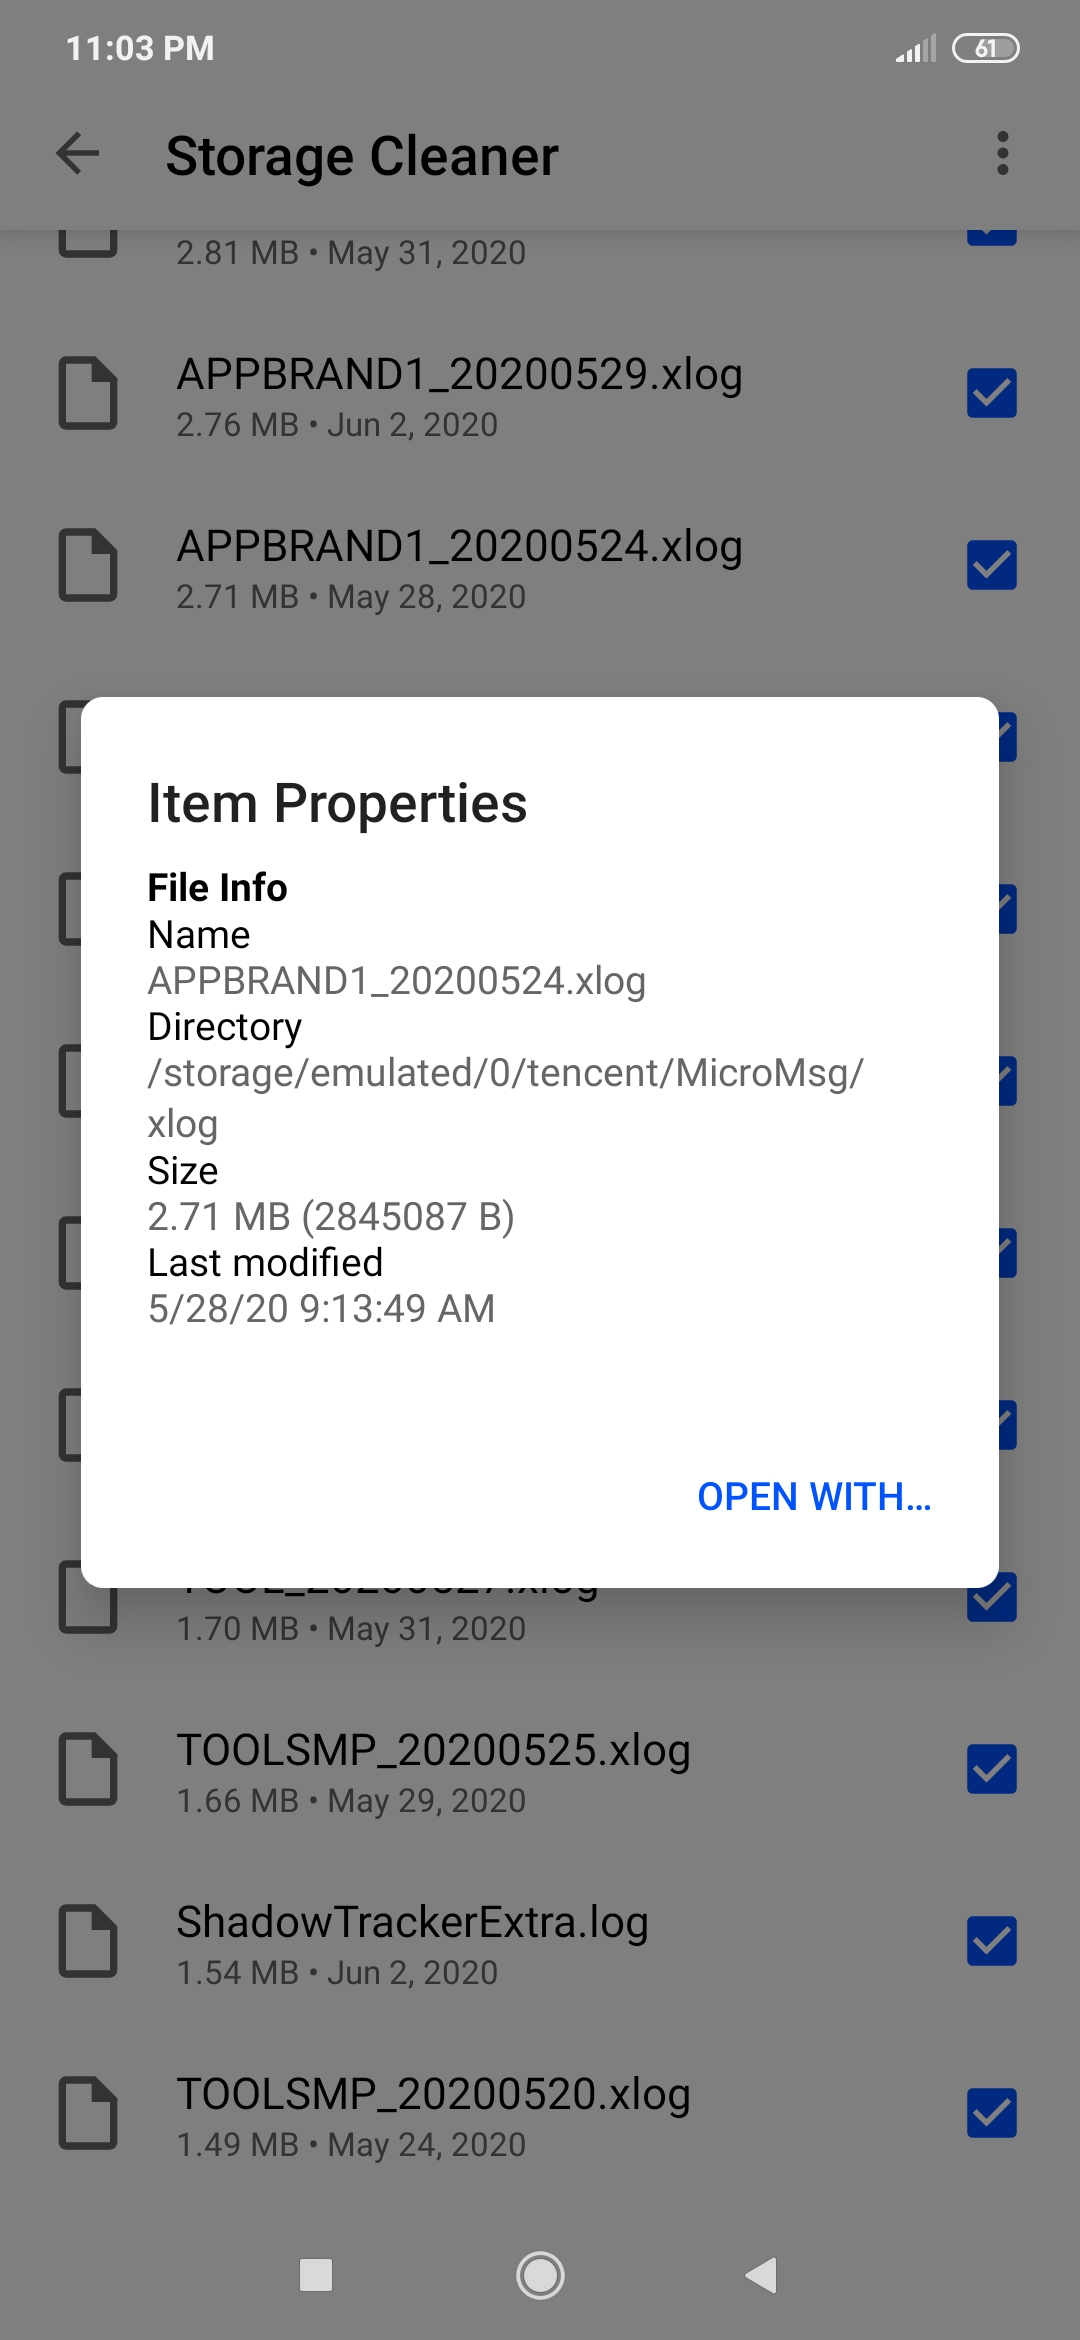 11:03 PM
61
Storage Cleaner
2.81 MB • May 31, 2020
APPBRAND1_20200529.xlog
2.76 MB • Jun 2, 2020
APPBRAND1_20200524.xlog
2.71 MB • May 28, 2020
Item Properties
File Info
Name
APPBRAND1_20200524.xlog
Directory
/storage/emulated/0/tencent/MicroMsg/
xlog
Size
2.71 MB (2845087 B)
Last modified
5/28/20 9:13:49 AM
OPEN WITH...
TOOL_20200527.xlog
1.70 MB • May 31, 2020
TOOLSMP_20200525.xlog
1.66 MB • May 29, 2020
ShadowTrackerExtra.log
1.54 MB • Jun 2, 2020
TOOLSMP_20200520.xlog
1.49 MB • May 24, 2020